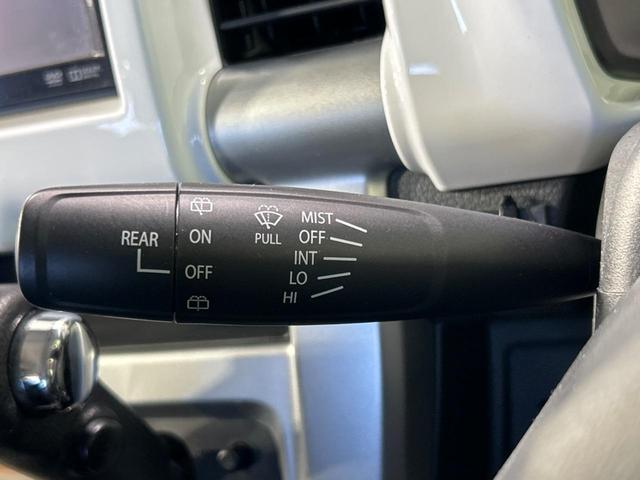 REAR
ON
OFF
PULL
MIST
OFF
INT
LO
HI